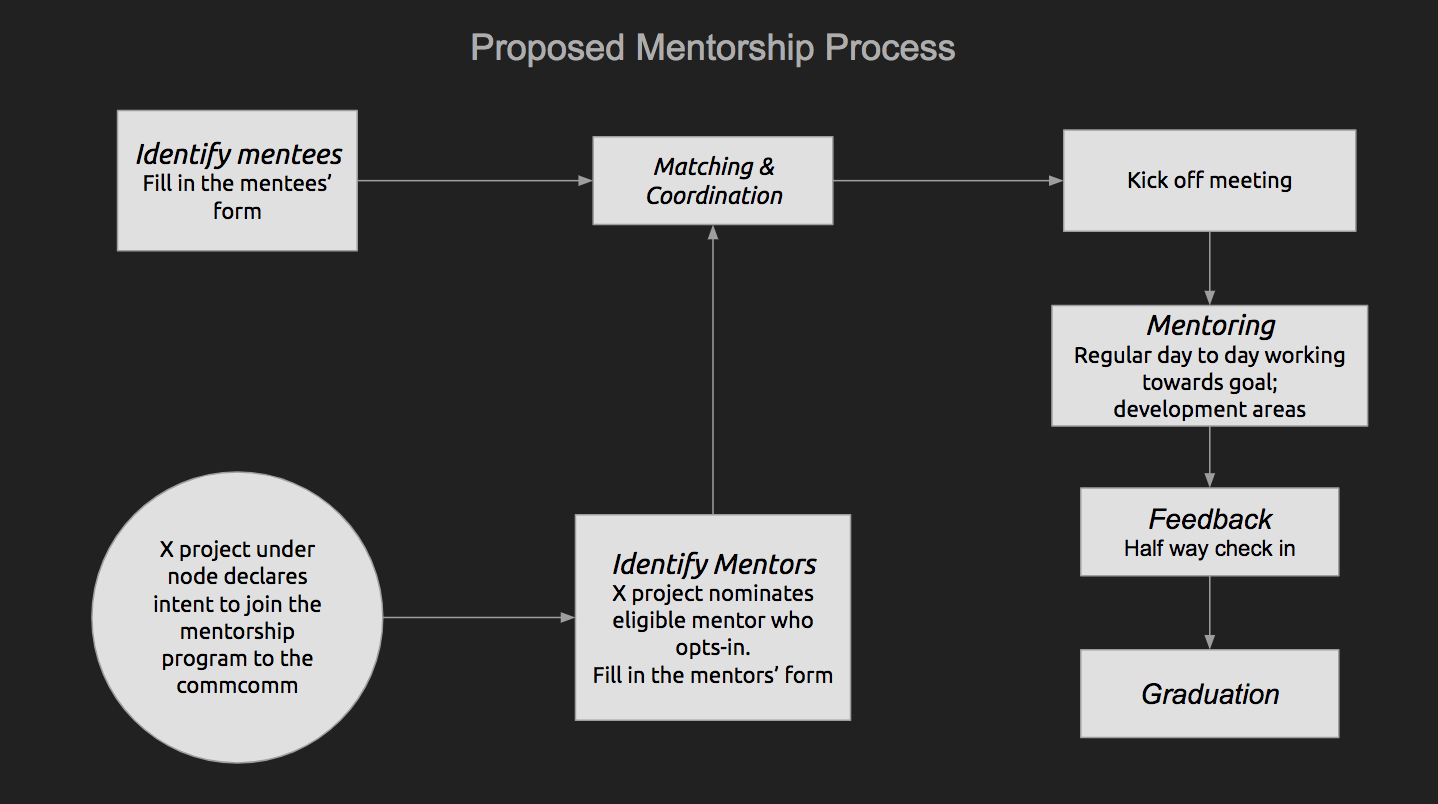 Proposed Mentorship Process
Identify mentees
Fill in the mentees’
form
Matching &
Coordination
Kick off meeting
Mentoring
Regular day to day working
towards goal;
development areas
Feedback
Half way check in
Graduation
X project under
node declares
intent to join the
mentorship
program to the
commcomm
Identify Mentors
X project nominates
eligible mentor who
opts-in.
Fill in the mentors’ form